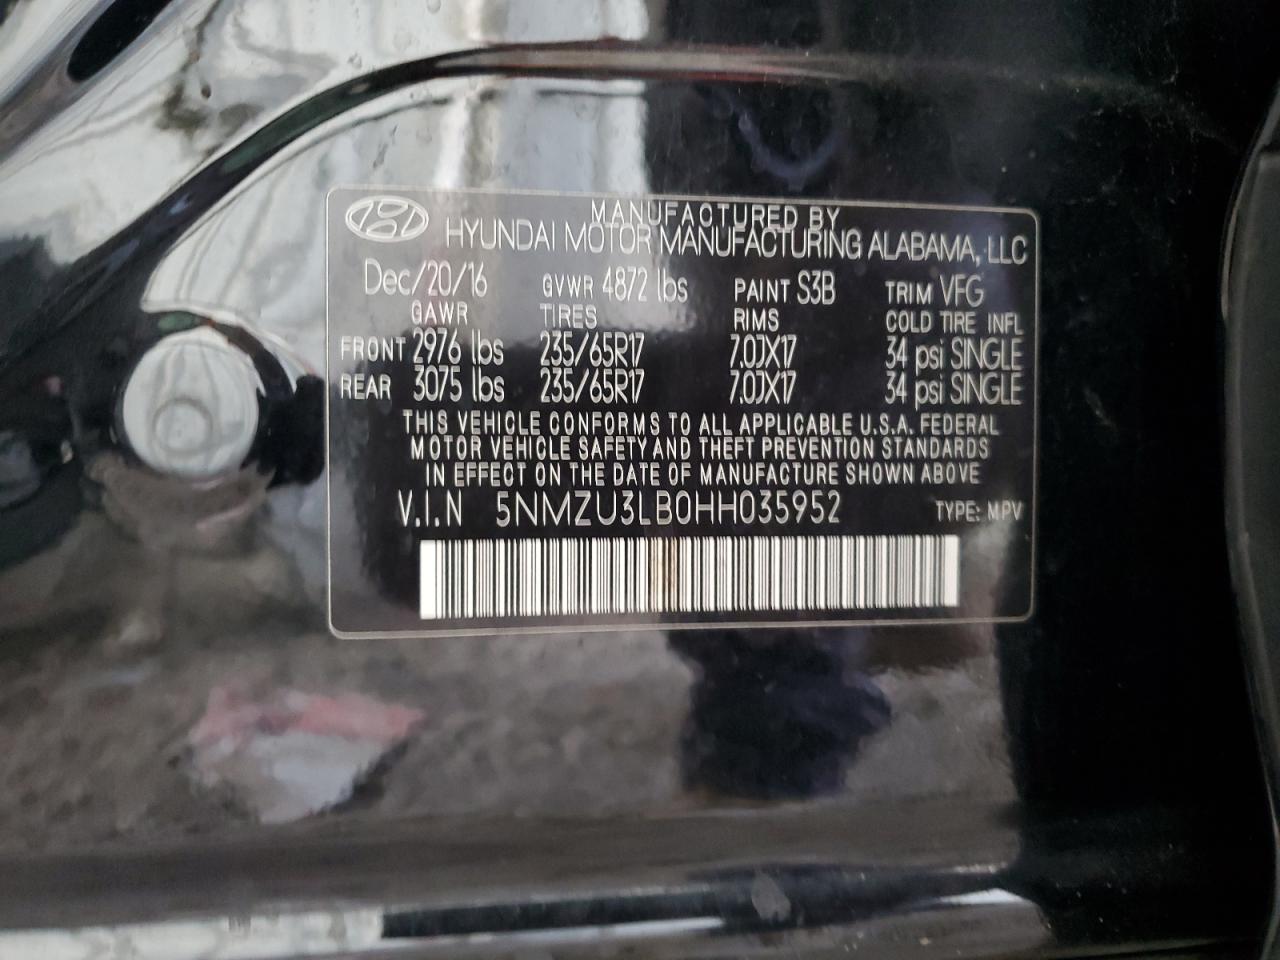 MANUFACTURED BY
HYUNDAI MOTOR MANUFACTURING ALABAMA, LLC
Dec/20/16 GVWR 4872 lbs PAINT S3B TRIM VFG
GAWR TIRES RIMS COLD TIRE INFL
FRONT 2976 lbs 235/65R17 7.0JX17 34 psi SINGLE
REAR 3075 lbs 235/65R17 7.0JX17 34 psi SINGLE
THIS VEHICLE CONFORMS TO ALL APPLICABLE U.S.A. FEDERAL
MOTOR VEHICLE SAFETY AND THEFT PREVENTION STANDARDS
IN EFFECT ON THE DATE OF MANUFACTURE SHOWN ABOVE
V.I.N 5NMZU3LB0HH035952 TYPE: MPV